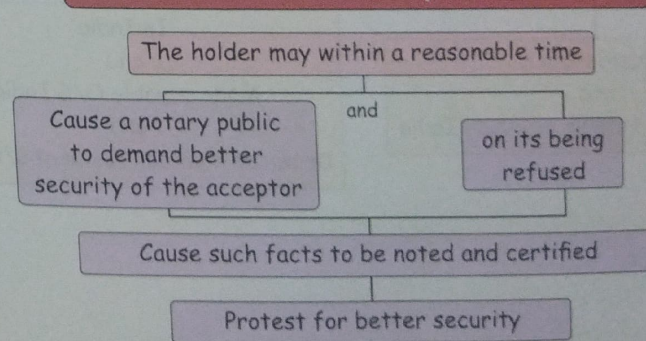 The holder may within a reasonable time
and
Cause a notary public
to demand better
security of the acceptor
on its being
refused
Cause such facts to be noted and certified
Protest for better security